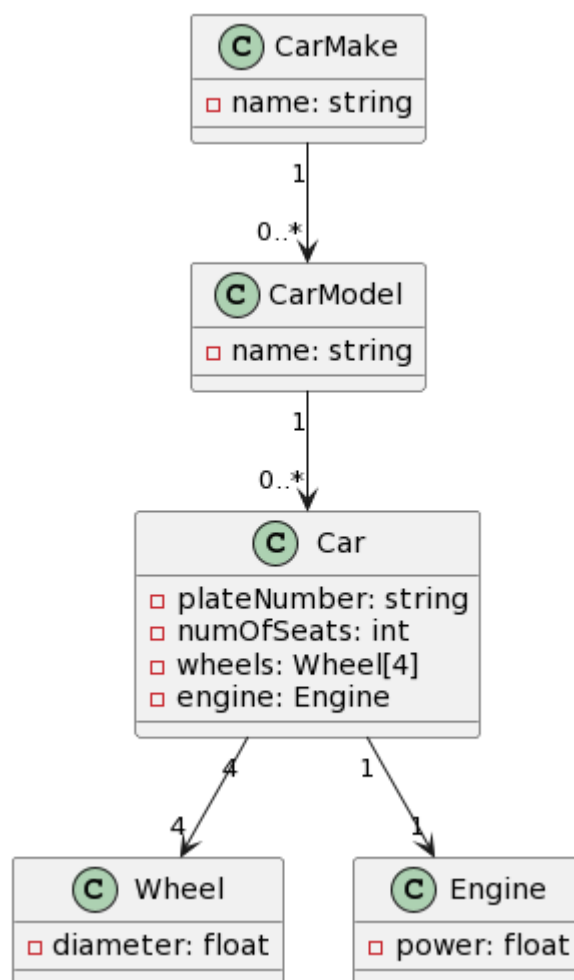 C CarMake
name: string
1
0..*
C CarModel
name: string
1
0..*
C Car
plateNumber: string
numOfSeats: int
wheels: Wheel[4]
engine: Engine
4 1
4 1
C Wheel C Engine
diameter: float power: float